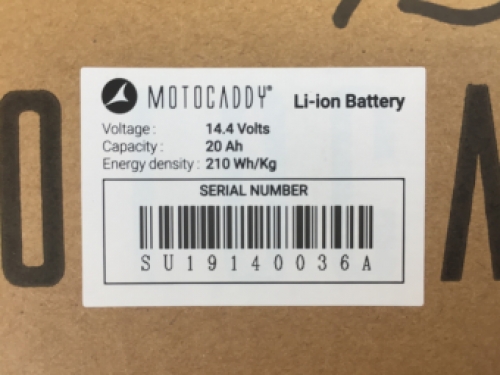 MOTOCADDY® Li-ion Battery
Voltage : 14.4 Volts
Capacity : 20 Ah
Energy density : 210 Wh/Kg
SERIAL NUMBER
SU19140036A